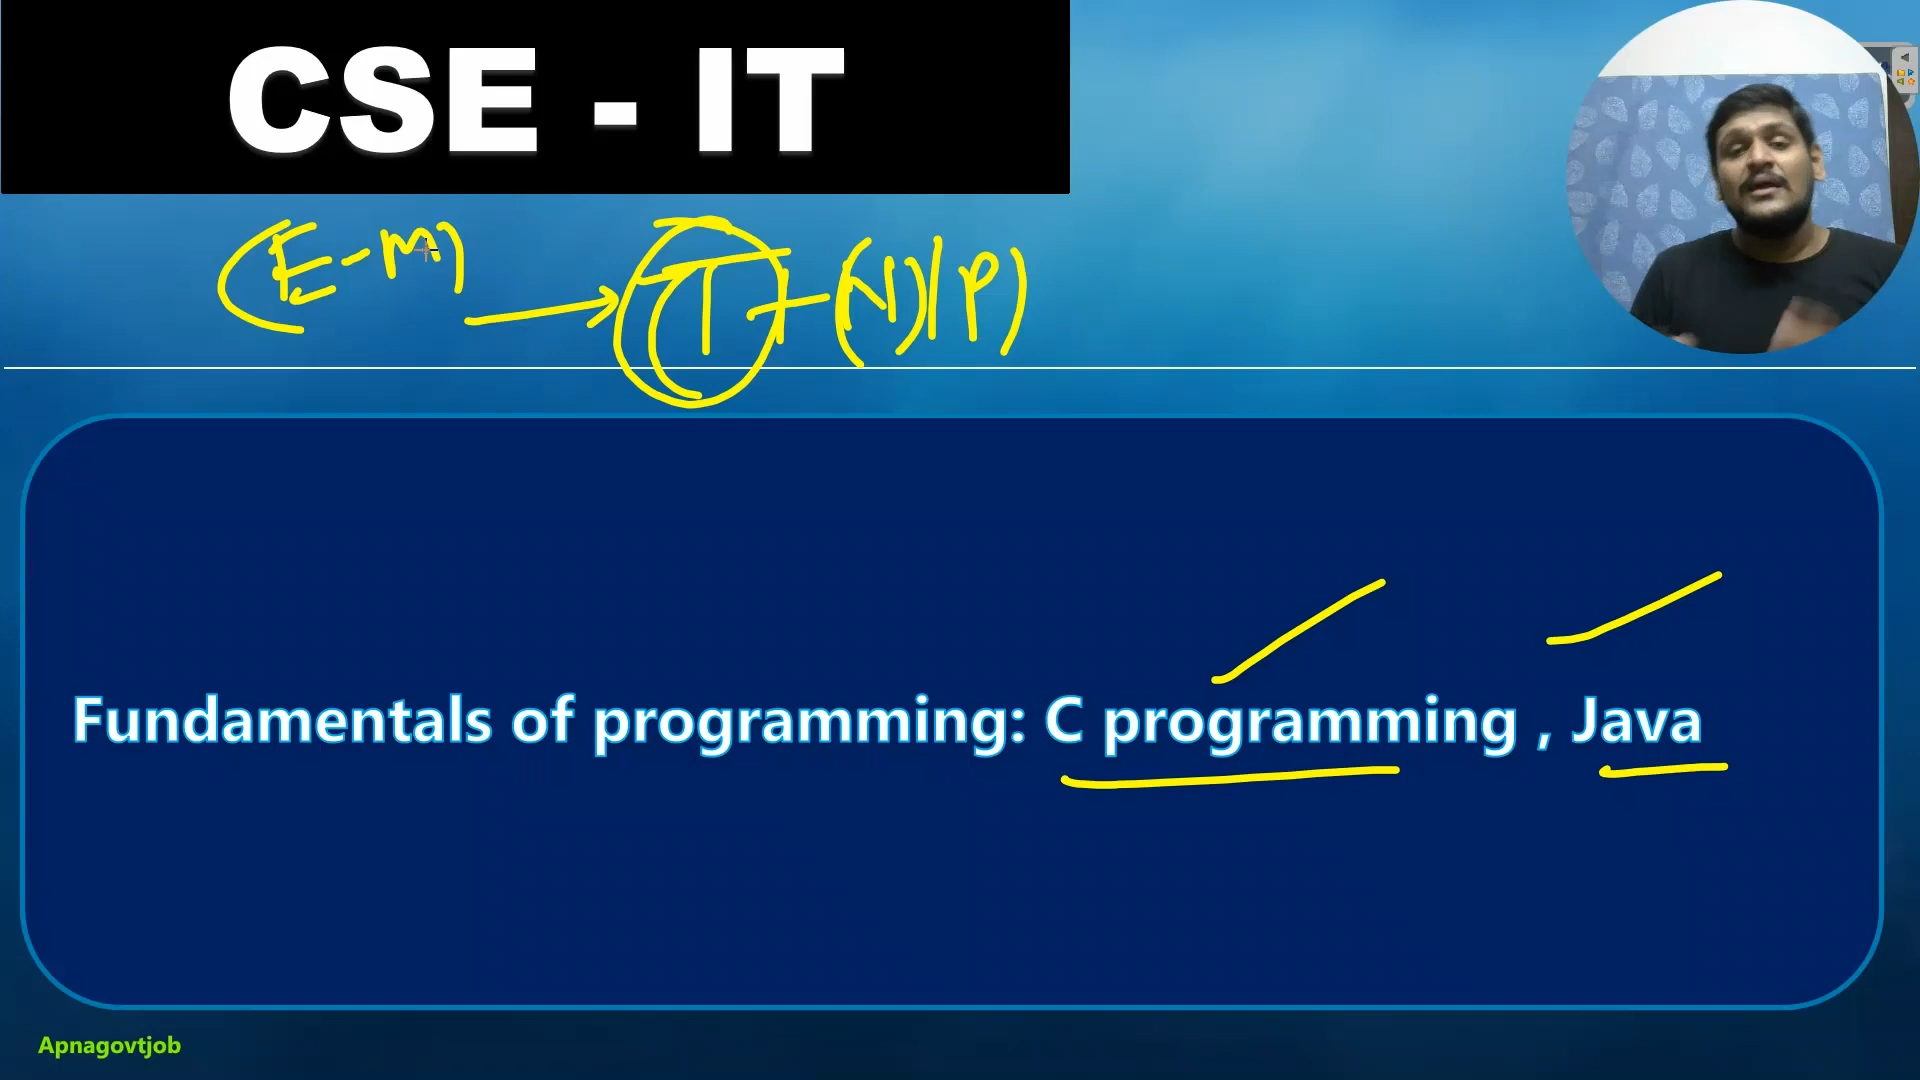 CSE - IT
(E-M) T (N) | P)
Fundamentals of programming: C programming , Java
Apnagovtjob